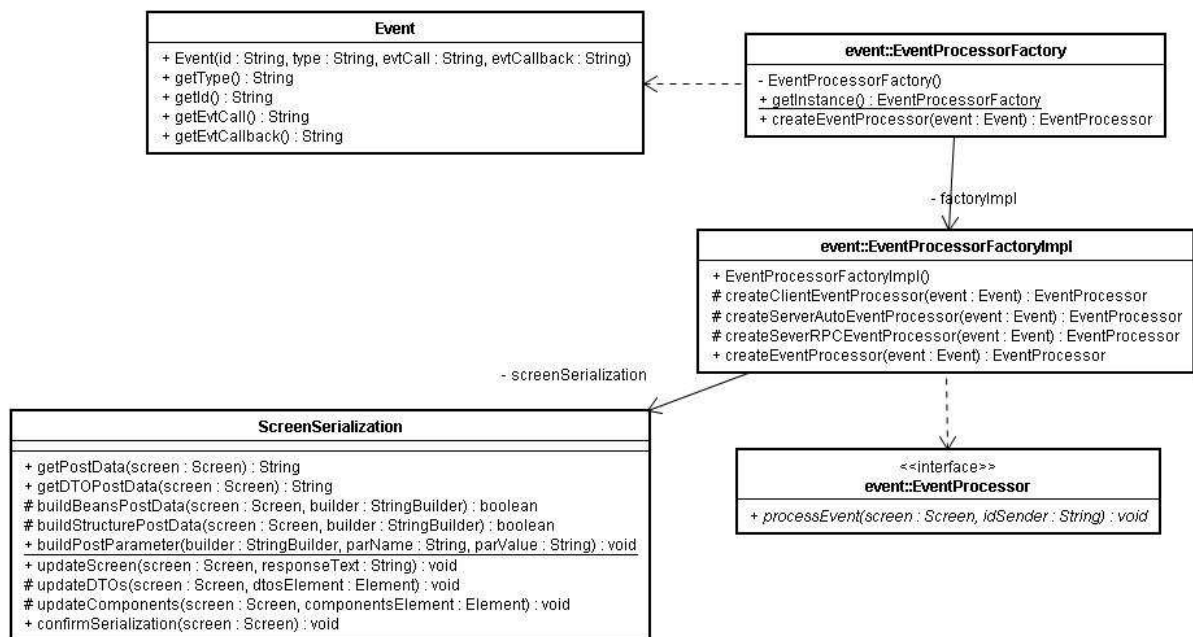 Event
+ Event(id : String, type : String, evtCall : String, evtCallback : String)
+ getType() : String
+ getId() : String
+ getEvtCall() : String
+ getEvtCallback() : String
event::EventProcessorFactory
- EventProcessorFactory()
+ getInstance() : EventProcessorFactory
+ createEventProcessor(event : Event) : EventProcessor
- factoryImpl
event::EventProcessorFactoryImpl
+ EventProcessorFactoryImpl()
# createClientEventProcessor(event : Event) : EventProcessor
# createServerAutoEventProcessor(event : Event) : EventProcessor
# createSeverRPCEventProcessor(event : Event) : EventProcessor
+ createEventProcessor(event : Event) : EventProcessor
- screenSerialization
ScreenSerialization
+ getPostData(screen : Screen) : String
+ getDTOPostData(screen : Screen) : String
# buildBeansPostData(screen : Screen, builder : StringBuilder) : boolean
# buildStructurePostData(screen : Screen, builder : StringBuilder) : boolean
+ buildPostParameter(builder : StringBuilder, parName : String, parValue : String) : void
+ updateScreen(screen : Screen, responseText : String) : void
# updateDTOs(screen : Screen, dtosElement : Element) : void
# updateComponents(screen : Screen, componentsElement : Element) : void
+ confirmSerialization(screen : Screen) : void
<<interface>>
event::EventProcessor
+ processEvent(screen : Screen, idSender : String) : void